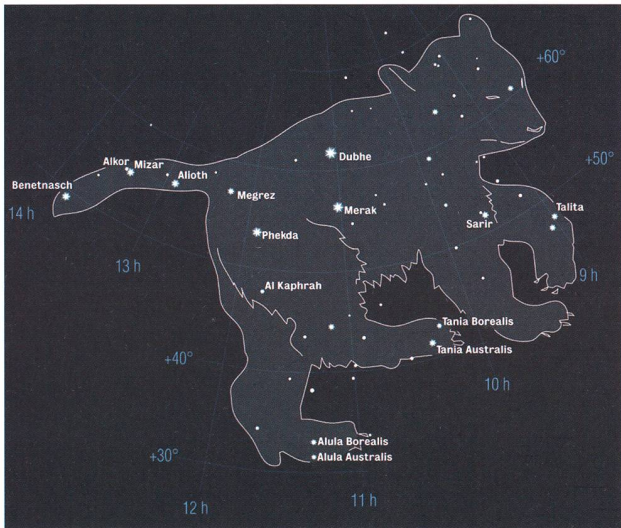 +60°
Dubhe
+50°
Alkor Mizar
Alioth
Benetnasch
Megrez
Merak
Talita
14 h
Sarir
Phekda
13 h
9 h
Al Kaphrah
Tania Borealis
Tania Australis
+40°
10 h
Alula Borealis
+30°
Alula Australis
11 h
12 h